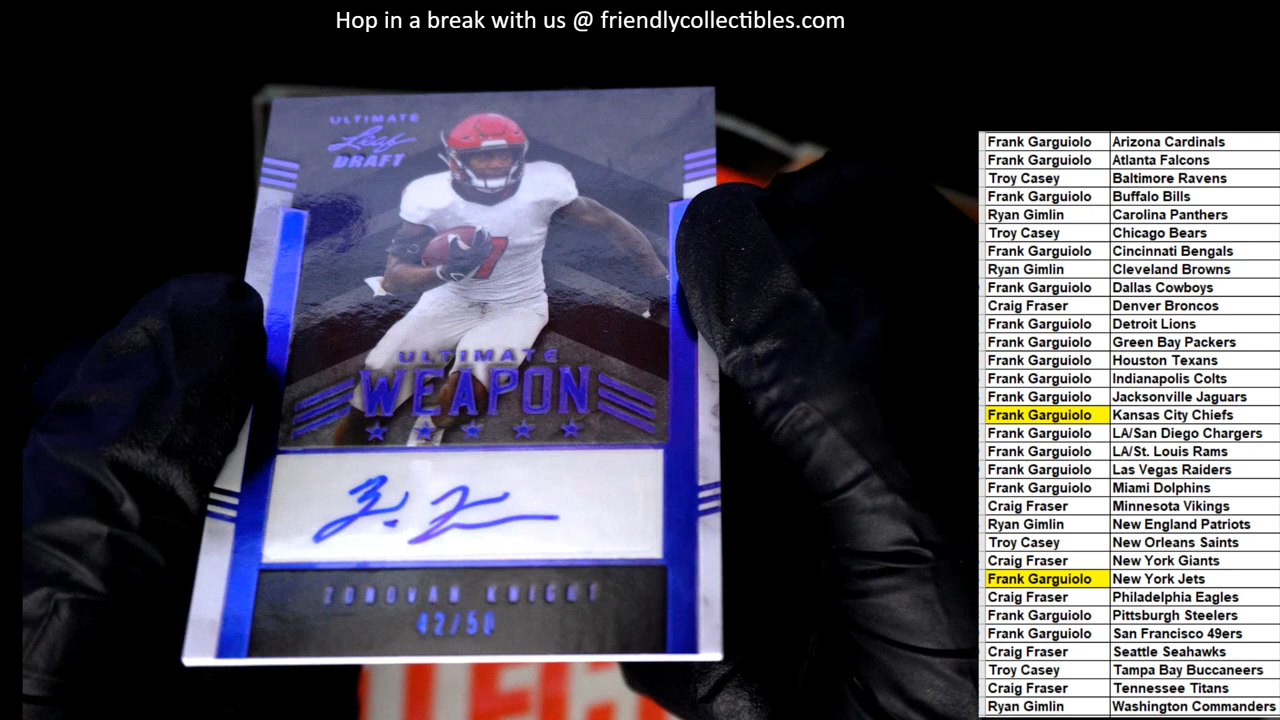 Hop in a break with us @ friendlycollectibles.com
ULTIMATE
Leaf
DRAFT
7
ULTIMATE
WEAPON
KNIGHT
Frank Garguiolo Arizona Cardinals
Frank Garguiolo Atlanta Falcons
Troy Casey Baltimore Ravens
Frank Garguiolo Buffalo Bills
Ryan Gimlin Carolina Panthers
Troy Casey Chicago Bears
Frank Garguiolo Cincinnati Bengals
Ryan Gimlin Cleveland Browns
Frank Garguiolo Dallas Cowboys
Craig Fraser Denver Broncos
Frank Garguiolo Detroit Lions
Frank Garguiolo Green Bay Packers
Frank Garguiolo Houston Texans
Frank Garguiolo Indianapolis Colts
Frank Garguiolo Jacksonville Jaguars
Frank Garguiolo Kansas City Chiefs
Frank Garguiolo LA/San Diego Chargers
Frank Garguiolo LA/St. Louis Rams
Frank Garguiolo Las Vegas Raiders
Frank Garguiolo Miami Dolphins
Craig Fraser Minnesota Vikings
Ryan Gimlin New England Patriots
Troy Casey New Orleans Saints
Craig Fraser New York Giants
Frank Garguiolo New York Jets
Craig Fraser Philadelphia Eagles
Frank Garguiolo Pittsburgh Steelers
Frank Garguiolo San Francisco 49ers
Craig Fraser Seattle Seahawks
Troy Casey Tampa Bay Buccaneers
Craig Fraser Tennessee Titans
Ryan Gimlin Washington Commanders